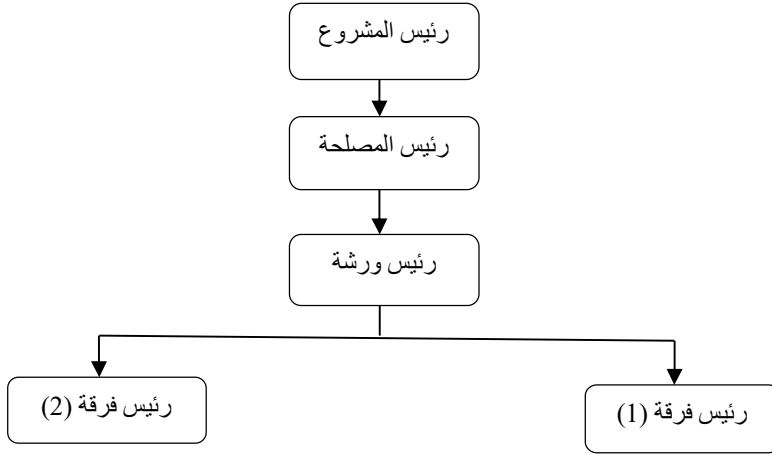 رئيس المشروع
رئيس المصلحة
رئيس ورشة
رئيس فرقة (1)
رئيس فرقة (2)